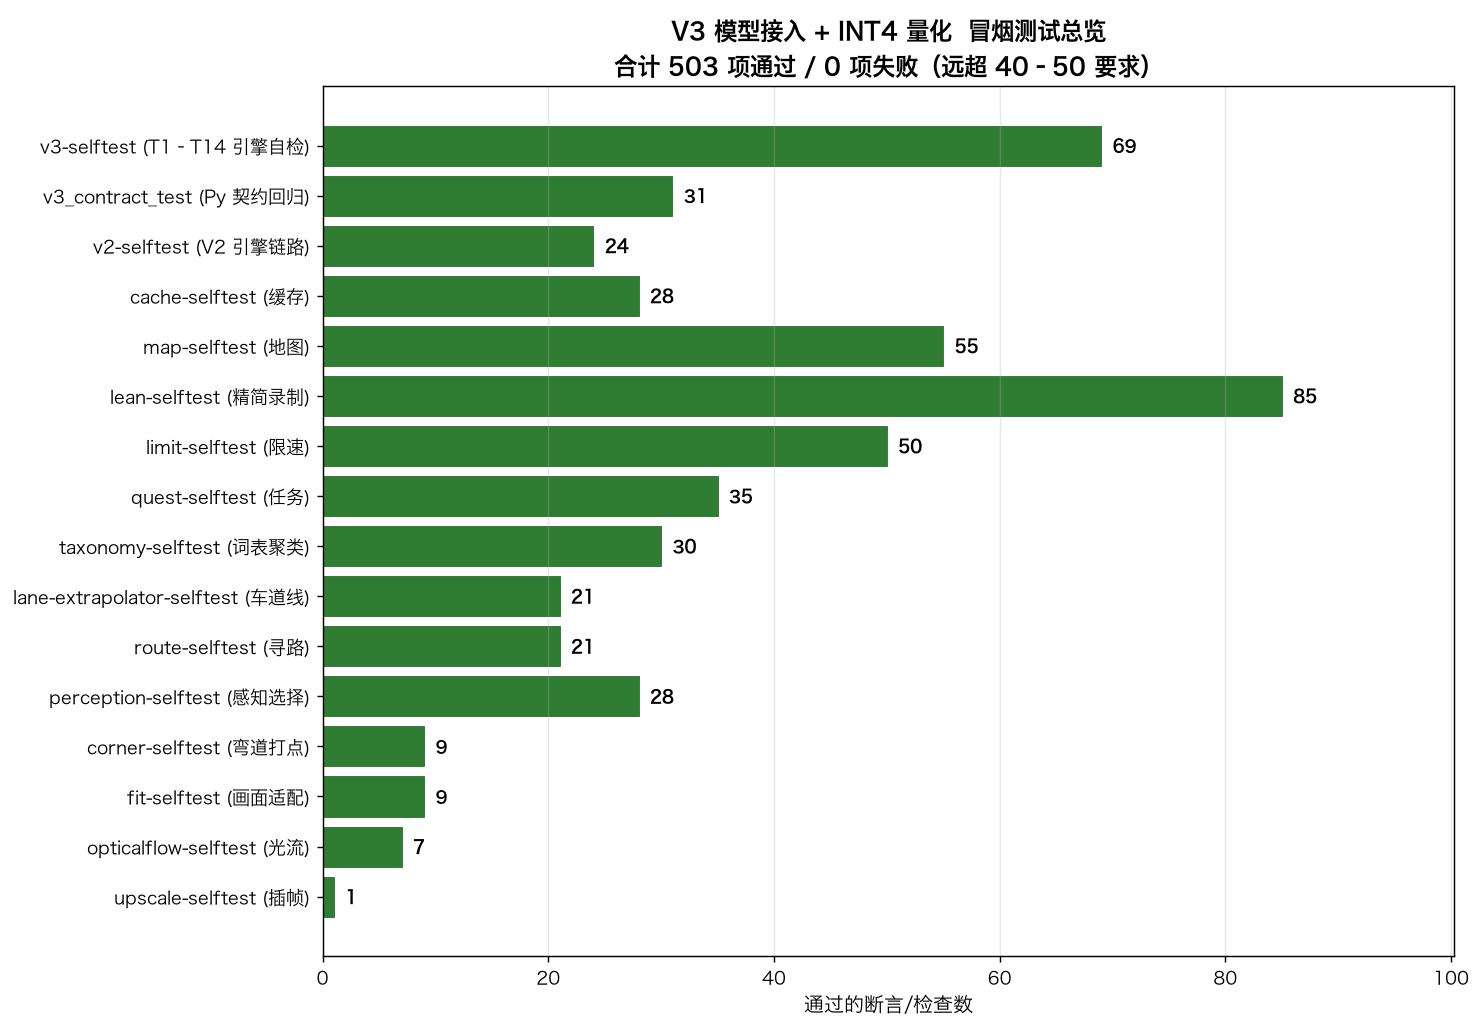 V3 模型接入 + INT4 量化 冒烟测试总览
合计 503 项通过 / 0 项失败（远超 40 - 50 要求）
v3-selftest (T1 - T14 引擎自检) 69
v3_contract_test (Py 契约回归) 31
v2-selftest (V2 引擎链路) 24
cache-selftest (缓存) 28
map-selftest (地图) 55
lean-selftest (精简录制) 85
limit-selftest (限速) 50
quest-selftest (任务) 35
taxonomy-selftest (词表聚类) 30
lane-extrapolator-selftest (车道线) 21
route-selftest (寻路) 21
perception-selftest (感知选择) 28
corner-selftest (弯道打点) 9
fit-selftest (画面适配) 9
opticalflow-selftest (光流) 7
upscale-selftest (插帧) 1
0 20 40 60 80 100
通过的断言/检查数